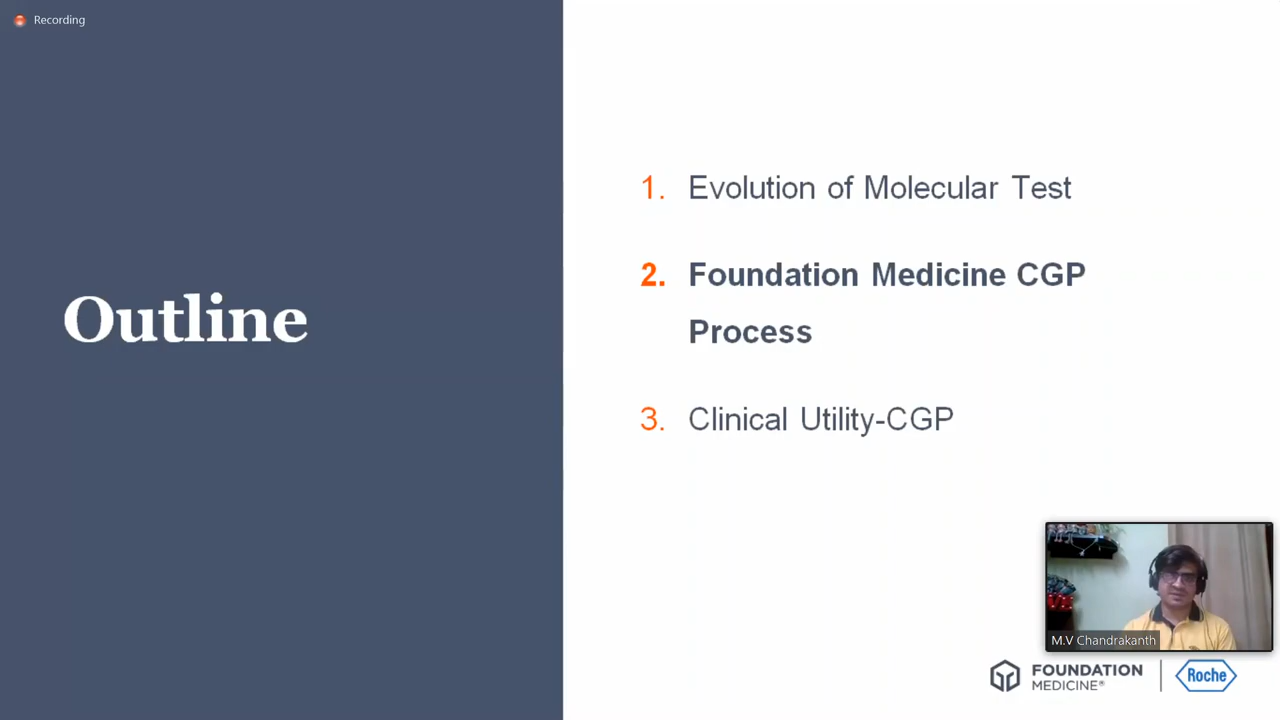 Recording
Outline
1. Evolution of Molecular Test
2. Foundation Medicine CGP
Process
3. Clinical Utility-CGP
M.V Chandrakanth
FOUNDATION
MEDICINE®
Roche